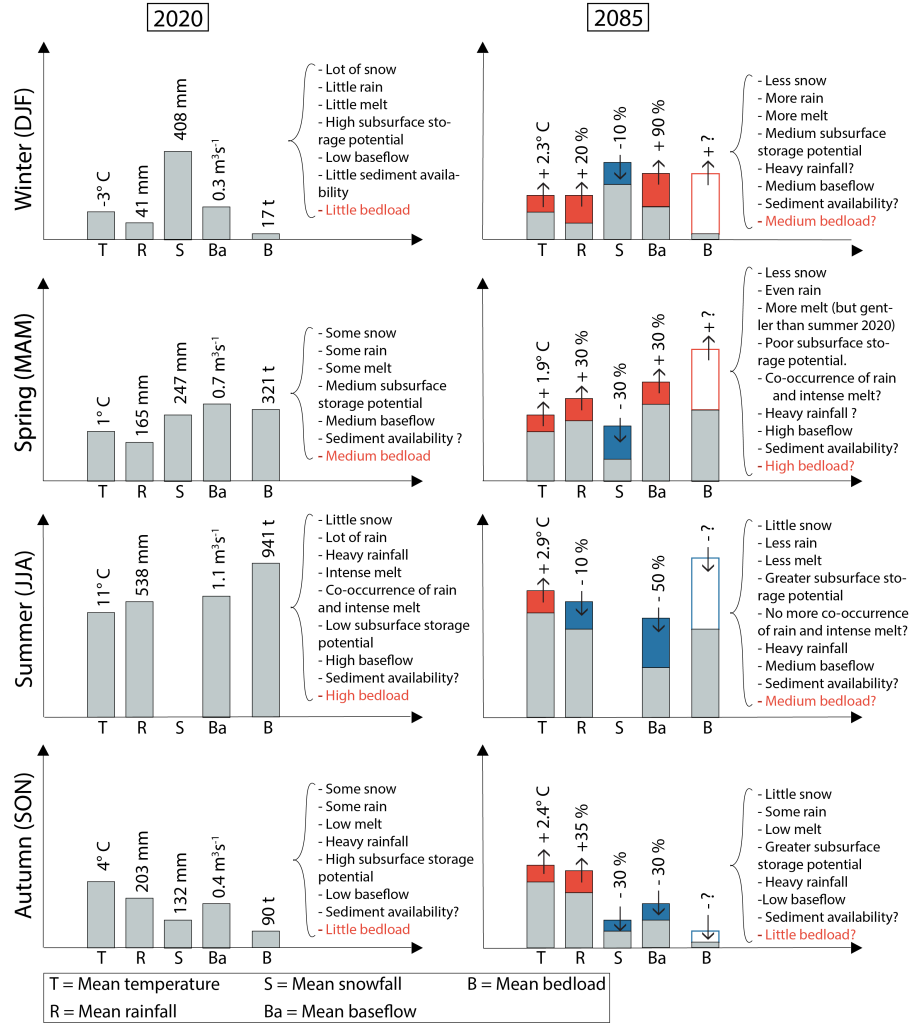 2020
2085
Winter (DJF)
-3° C
41 mm
408 mm
0.3 m³s⁻¹
17 t
T
R
S
Ba
B
- Lot of snow
- Little rain
- Little melt
- High subsurface sto-
rage potential
- Low baseflow
- Little sediment availa-
bility
- Little bedload
+ 2.3° C
+ 20 %
-10 %
+ 90 %
+ ?
T
R
S
Ba
B
- Less snow
- More rain
- More melt
- Medium subsurface
storage potential
- Heavy rainfall?
- Medium baseflow
- Sediment availability?
- Medium bedload?
Spring (MAM)
1° C
165 mm
247 mm
0.7 m³s⁻¹
321 t
T
R
S
Ba
B
- Some snow
- Some rain
- Some melt
- Medium subsurface
storage potential
- Medium baseflow
- Sediment availability ?
- Medium bedload
+ 1.9° C
+ 30 %
- 30 %
+ 30 %
+ ?
T
R
S
Ba
B
- Less snow
- Even rain
- More melt (but gent-
ler than summer 2020)
- Poor subsurface sto-
rage potential.
- Co-occurrence of rain
and intense melt?
- Heavy rainfall ?
- High baseflow
- Sediment availability?
- High bedload?
Summer (JJA)
11° C
538 mm
1.1 m³s⁻¹
941 t
T
R
S
Ba
B
- Little snow
- Lot of rain
- Heavy rainfall
- Intense melt
- Co-occurrence of rain
and intense melt
- Low subsurface storage
potential
- High baseflow
- Sediment availability?
- High bedload
+ 2.9° C
- 10 %
- 50 %
- ?
T
R
S
Ba
B
- Little snow
- Less rain
- Less melt
- Greater subsurface sto-
rage potential
- No more co-occurrence
of rain and intense melt?
- Heavy rainfall
- Medium baseflow
- Sediment availability?
- Medium bedload?
Autumn (SON)
4° C
203 mm
132 mm
0.4 m³s⁻¹
90 t
T
R
S
Ba
B
- Some snow
- Some rain
- Low melt
- Heavy rainfall
- High subsurface storage
potential
- Low baseflow
- Sediment availability?
- Little bedload
+ 2.4° C
+35 %
- 30 %
- 30 %
- ?
T
R
S
Ba
B
- Little snow
- Some rain
- Low melt
- Greater subsurface
storage potential
- Heavy rainfall
-Low baseflow
- Sediment availability?
- Little bedload?
T = Mean temperature S = Mean snowfall B = Mean bedload
R = Mean rainfall Ba = Mean baseflow